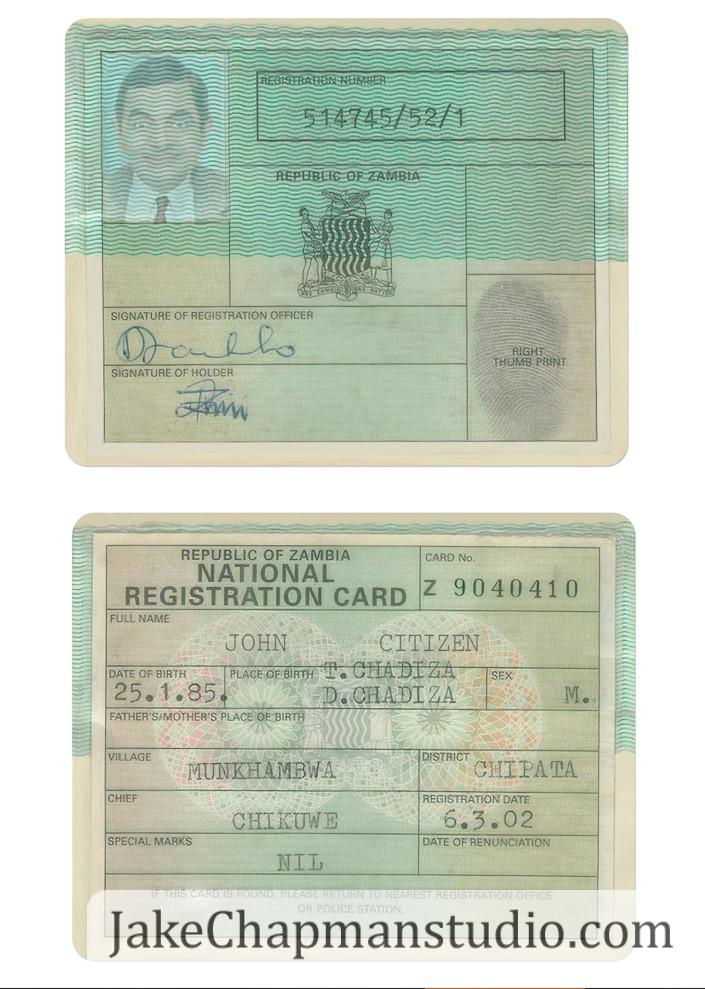 REGISTRATION NUMBER
514745/52/1
REPUBLIC OF ZAMBIA
SIGNATURE OF REGISTRATION OFFICER
SIGNATURE OF HOLDER
RIGHT
THUMB PRINT
REPUBLIC OF ZAMBIA
NATIONAL
REGISTRATION CARD
CARD No.
Z 9040410
FULL NAME
JOHN CITIZEN
DATE OF BIRTH
25.1.85.
PLACE OF BIRTH
T.CHADIZA
D.CHADIZA
SEX
M.
FATHER'S/MOTHER'S PLACE OF BIRTH
VILLAGE
MUNKHAMBWA
DISTRICT
CHIPATA
CHIEF
CHIKUWE
REGISTRATION DATE
6.3.02
SPECIAL MARKS
NIL
DATE OF RENUNCIATION
IF THIS CARD IS FOUND, PLEASE RETURN TO NEAREST REGISTRATION OFFICE
OR POLICE STATION.
JakeChapmanstudio.com